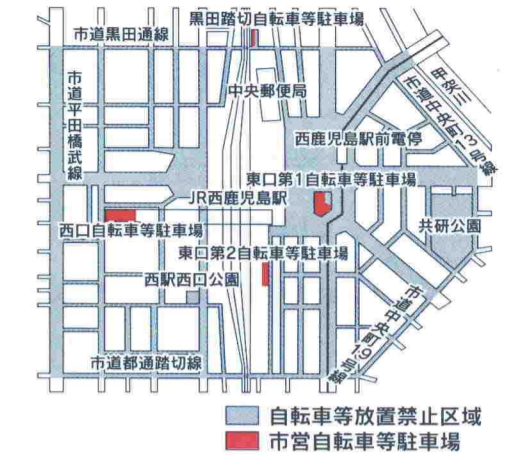 黒田踏切自転車等駐車場
市道黒田通線
甲突川
市道平田橋武線
中央郵便局
市道中央町13号線
西鹿児島駅前電停
東口第1自転車等駐車場
JR西鹿児島駅
西口自転車等駐車場
共研公園
東口第2自転車等駐車場
西駅西口公園
市道中央町19号線
市道都通踏切線
自転車等放置禁止区域
市営自転車等駐車場